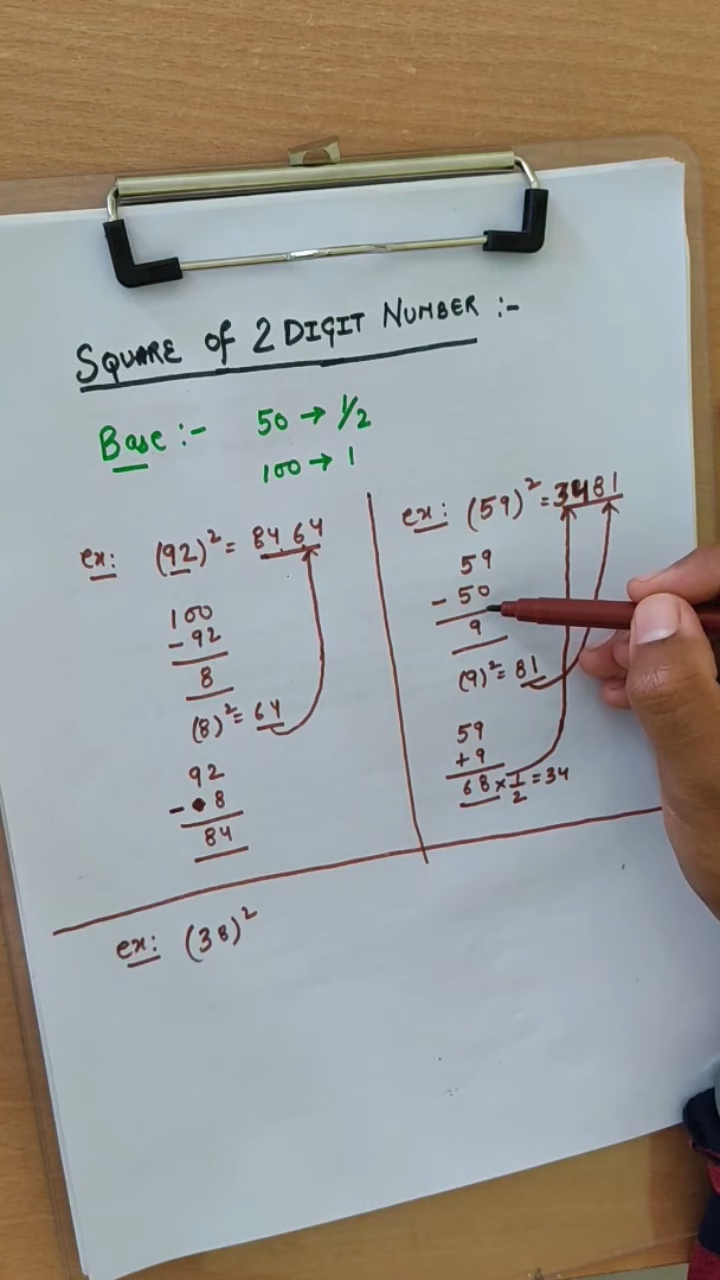 SQUARE of 2 DIGIT NUMBER :-
Base :- 50 → 1/2
100 → 1
ex: (92)² = 8464
100
- 92
8
(8)² = 64
92
- 8
84
ex: (59)² = 3481
59
- 50
9
(9)² = 81
59
+ 9
68 × 1/2 = 34
ex: (38)²